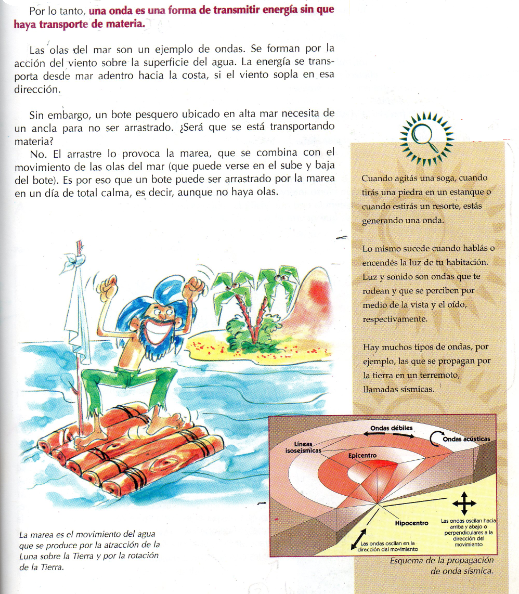 Por lo tanto, una onda es una forma de transmitir energía sin que
haya transporte de materia.
Las olas del mar son un ejemplo de ondas. Se forman por la
acción del viento sobre la superficie del agua. La energía se trans-
porta desde mar adentro hacia la costa, si el viento sopla en esa
dirección.
Sin embargo, un bote pesquero ubicado en alta mar necesita de
un ancla para no ser arrastrado. ¿Será que se está transportando
materia?
No. El arrastre lo provoca la marea, que se combina con el
movimiento de las olas del mar (que puede verse en el sube y baja
del bote). Es por eso que un bote puede ser arrastrado por la marea
en un día de total calma, es decir, aunque no haya olas.
Cuando agitás una soga, cuando
tirás una piedra en un estanque o
cuando estirás un resorte, estás
generando una onda.
Lo mismo sucede cuando hablás o
encendés la luz de tu habitación.
Luz y sonido son ondas que te
rodean y que se perciben por
medio de la vista y el oído,
respectivamente.
Hay muchos tipos de ondas, por
ejemplo, las que se propagan por
la tierra en un terremoto,
llamadas sísmicas.
Ondas débiles
Líneas
isoseísmicas
Ondas acústicas
Epicentro
Hipocentro
Las ondas oscilan hacia
arriba y abajo o
perpendiculares a la
dirección del
movimiento
Las ondas oscilan en la
dirección del movimiento
Esquema de la propagación
de onda sísmica.
La marea es el movimiento del agua
que se produce por la atracción de la
Luna sobre la Tierra y por la rotación
de la Tierra.